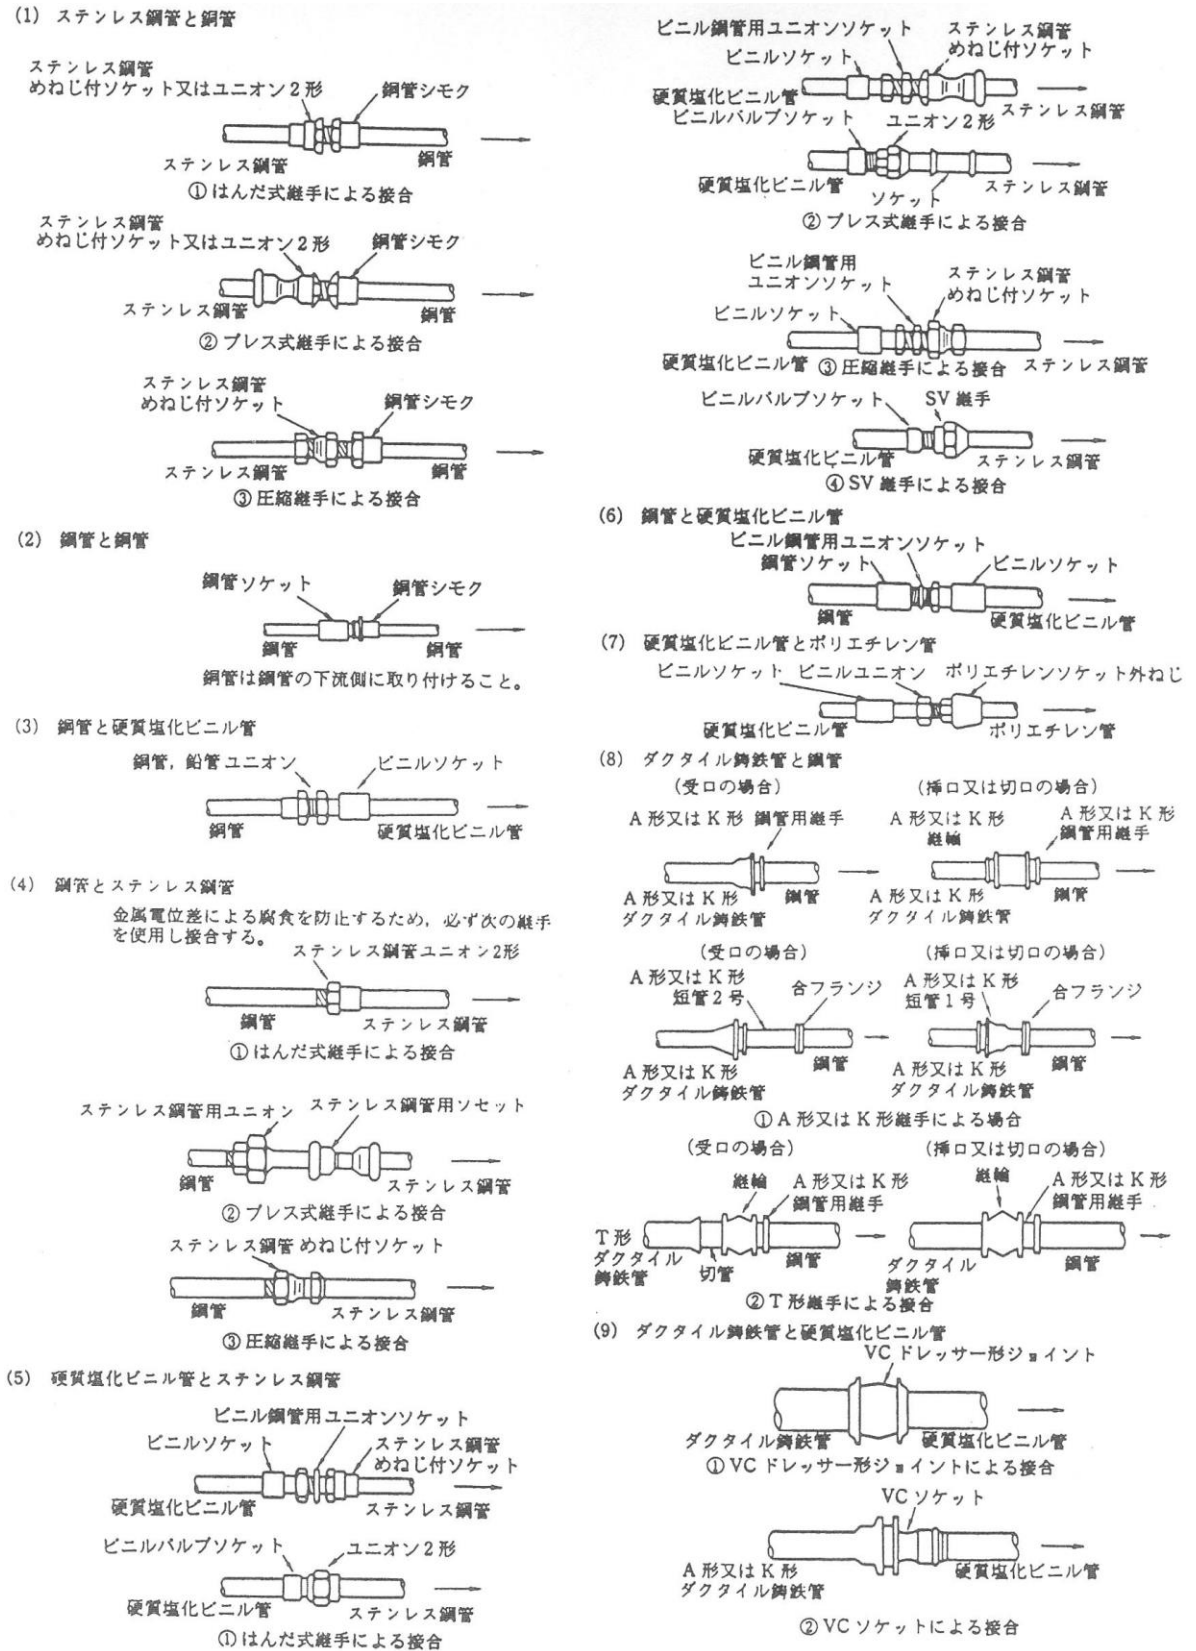 (1) ステンレス鋼管と銅管
ステンレス鋼管
めねじ付ソケット又はユニオン2形
銅管シモク
ステンレス鋼管
銅管
① はんだ式継手による接合
ステンレス鋼管
めねじ付ソケット又はユニオン2形
銅管シモク
ステンレス鋼管
銅管
② プレス式継手による接合
ステンレス鋼管
めねじ付ソケット
銅管シモク
ステンレス鋼管
銅管
③ 圧縮継手による接合
(2) 鋼管と銅管
鋼管ソケット
銅管シモク
鋼管
銅管
銅管は鋼管の下流側に取り付けること。
(3) 銅管と硬質塩化ビニル管
銅管，鉛管ユニオン
ビニルソケット
銅管
硬質塩化ビニル管
(4) 鋼管とステンレス鋼管
金属電位差による腐食を防止するため，必ず次の継手
を使用し接合する。
ステンレス鋼管ユニオン2形
鋼管
ステンレス鋼管
① はんだ式継手による接合
ステンレス鋼管用ユニオン
ステンレス鋼管用ソセット
鋼管
ステンレス鋼管
② プレス式継手による接合
ステンレス鋼管めねじ付ソケット
鋼管
ステンレス鋼管
③ 圧縮継手による接合
(5) 硬質塩化ビニル管とステンレス鋼管
ビニル鋼管用ユニオンソケット
ビニルソケット
ステンレス鋼管
めねじ付ソケット
硬質塩化ビニル管
ステンレス鋼管
ビニルバルブソケット
ユニオン2形
硬質塩化ビニル管
ステンレス鋼管
① はんだ式継手による接合
ビニル鋼管用ユニオンソケット
ステンレス鋼管
めねじ付ソケット
ビニルソケット
硬質塩化ビニル管
ステンレス鋼管
ビニルバルブソケット
ユニオン2形
硬質塩化ビニル管
ソケット
ステンレス鋼管
② プレス式継手による接合
ビニル鋼管用
ユニオンソケット
ステンレス鋼管
めねじ付ソケット
ビニルソケット
硬質塩化ビニル管
ステンレス鋼管
③ 圧縮継手による接合
ビニルバルブソケット
SV 継手
硬質塩化ビニル管
ステンレス鋼管
④ SV 継手による接合
(6) 鋼管と硬質塩化ビニル管
ビニル鋼管用ユニオンソケット
鋼管ソケット
ビニルソケット
鋼管
硬質塩化ビニル管
(7) 硬質塩化ビニル管とポリエチレン管
ビニルソケット
ビニルユニオン
ポリエチレンソケット外ねじ
硬質塩化ビニル管
ポリエチレン管
(8) ダクタイル鋳鉄管と鋼管
(受口の場合)
A 形又は K 形 鋼管用継手
A 形又は K 形
ダクタイル鋳鉄管
鋼管
(挿口又は切口の場合)
A 形又は K 形
継輪
A 形又は K 形
鋼管用継手
A 形又は K 形
ダクタイル鋳鉄管
鋼管
(受口の場合)
A 形又は K 形
短管2号
合フランジ
A 形又は K 形
ダクタイル鋳鉄管
鋼管
(挿口又は切口の場合)
A 形又は K 形
短管1号
合フランジ
A 形又は K 形
ダクタイル鋳鉄管
鋼管
① A 形又は K 形継手による場合
(受口の場合)
継輪
A 形又は K 形
鋼管用継手
T 形
ダクタイル
鋳鉄管
切管
鋼管
(挿口又は切口の場合)
継輪
A 形又は K 形
鋼管用継手
ダクタイル
鋳鉄管
鋼管
② T 形継手による接合
(9) ダクタイル鋳鉄管と硬質塩化ビニル管
VC ドレッサー形ジョイント
ダクタイル鋳鉄管
硬質塩化ビニル管
① VC ドレッサー形ジョイントによる接合
VC ソケット
A 形又は K 形
ダクタイル鋳鉄管
硬質塩化ビニル管
② VC ソケットによる接合